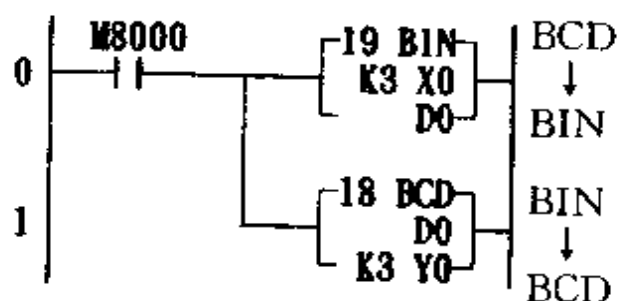 M8000
0
19 BIN
K3 X0
D0
BCD
↓
BIN
1
18 BCD
D0
K3 Y0
BIN
↓
BCD